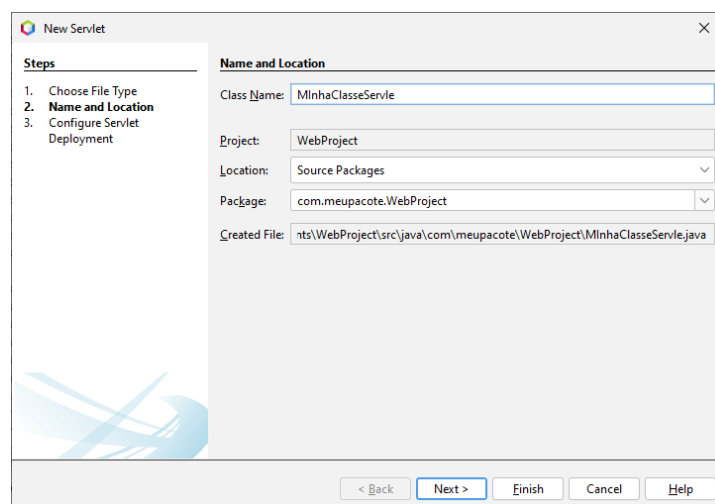 New Servlet
Steps
1. Choose File Type
2. Name and Location
3. Configure Servlet
Deployment
Name and Location
Class Name: MInhaClasseServle
Project: WebProject
Location: Source Packages
Package: com.meupacote.WebProject
Created File: nts\WebProject\src\java\com\meupacote\WebProject\MInhaClasseServle.java
< Back Next > Finish Cancel Help